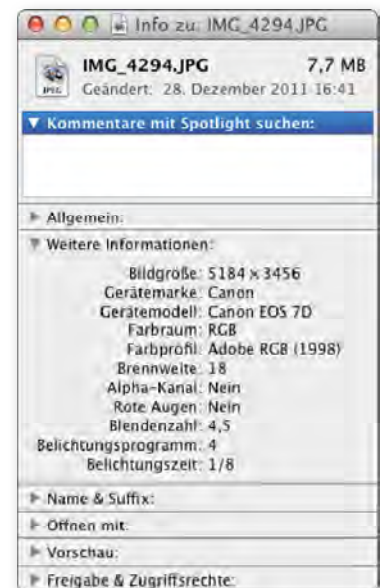 Info zu: IMG_4294.JPG
JPEG
IMG_4294.JPG 7,7 MB
Geändert: 28. Dezember 2011 16:41
Kommentare mit Spotlight suchen:
Allgemein:
Weitere Informationen:
Bildgröße: 5184 x 3456
Gerätemarke: Canon
Gerätemodell: Canon EOS 7D
Farbraum: RGB
Farbprofil: Adobe RGB (1998)
Brennweite: 18
Alpha-Kanal: Nein
Rote Augen: Nein
Blendenzahl: 4,5
Belichtungsprogramm: 4
Belichtungszeit: 1/8
Name & Suffix:
Öffnen mit:
Vorschau:
Freigabe & Zugriffsrechte: